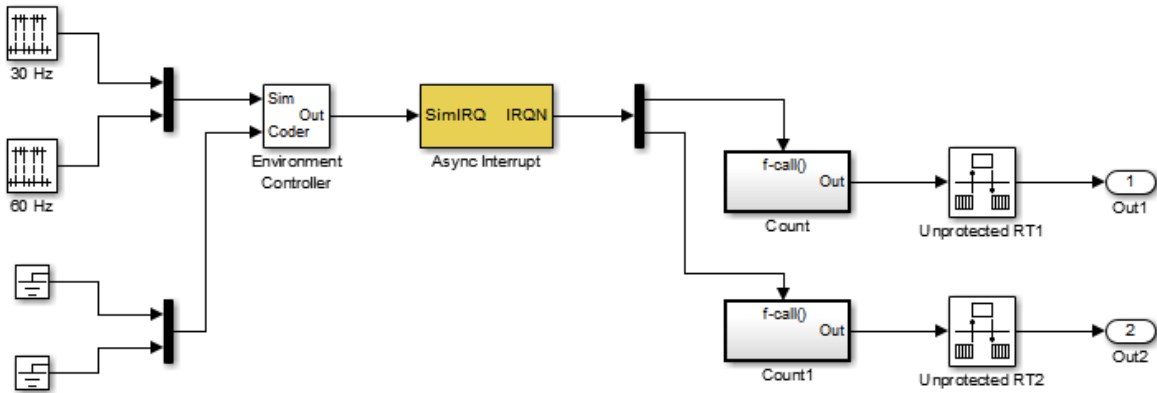 30 Hz
60 Hz
Sim
Out
Coder
Environment
Controller
SimIRQ IRQN
Async Interrupt
f-call()
Out
Count
Unprotected RT1
1
Out1
f-call()
Out
Count1
Unprotected RT2
2
Out2